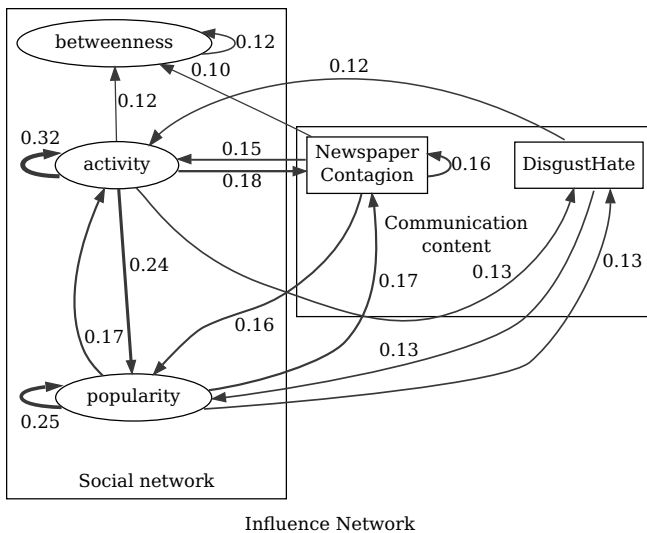 betweenness
0.12
0.10
0.12
0.12
0.32
activity
0.15
0.18
Newspaper
Contagion
0.16
DisgustHate
Communication
content
0.24
0.13
0.13
0.17
0.17
0.16
0.13
popularity
0.25
Social network
Influence Network